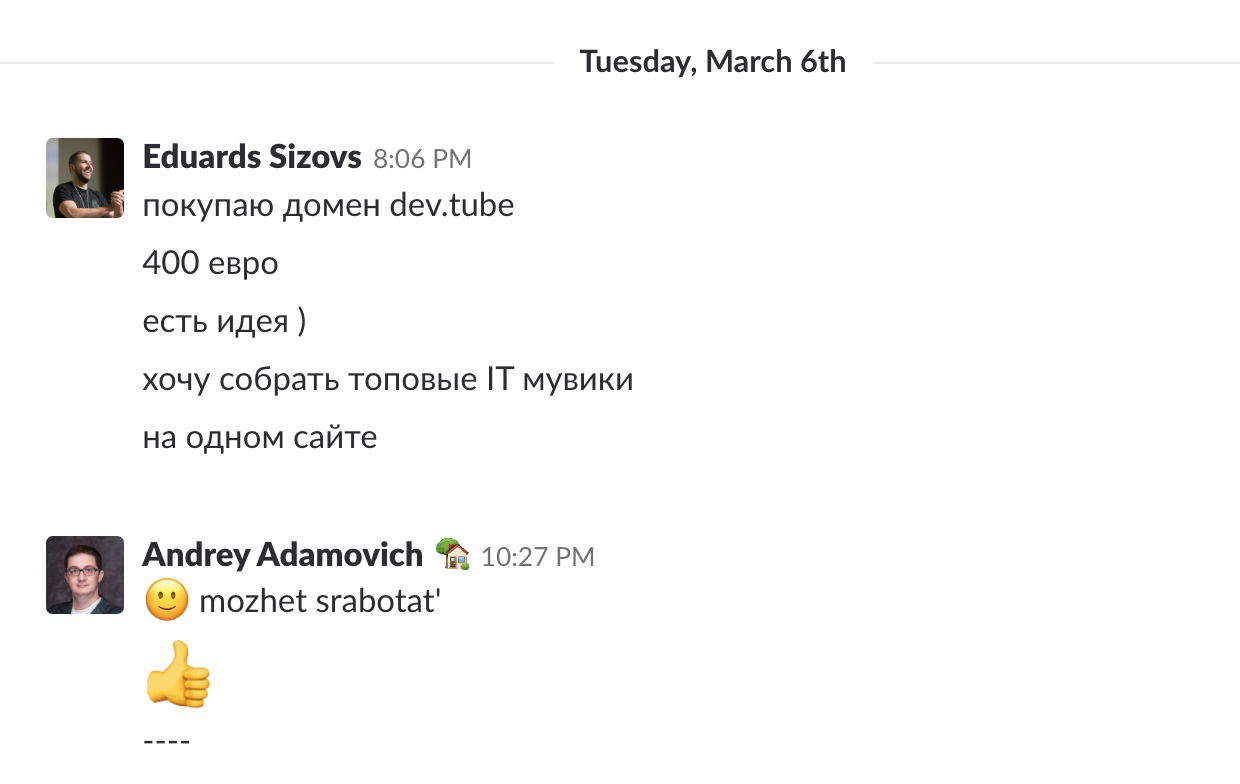 Tuesday, March 6th
Eduards Sizovs 8:06 PM
покупаю домен dev.tube
400 евро
есть идея )
хочу собрать топовые IT мувики
на одном сайте
Andrey Adamovich 🏡 10:27 PM
🙂 mozhet srabotat'
👍
----